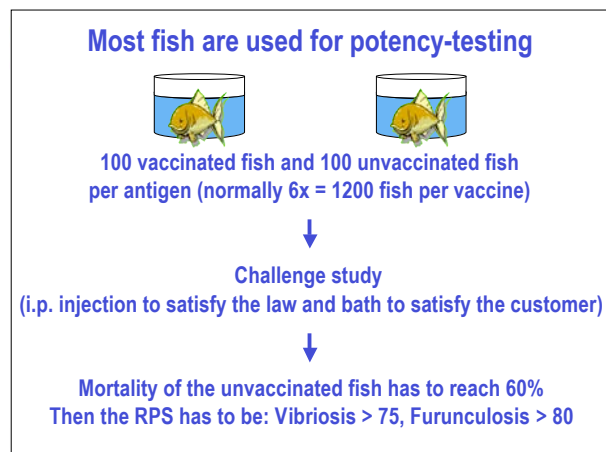 Most fish are used for potency-testing
100 vaccinated fish and 100 unvaccinated fish
per antigen (normally 6x = 1200 fish per vaccine)
Challenge study
(i.p. injection to satisfy the law and bath to satisfy the customer)
Mortality of the unvaccinated fish has to reach 60%
Then the RPS has to be: Vibriosis > 75, Furunculosis > 80